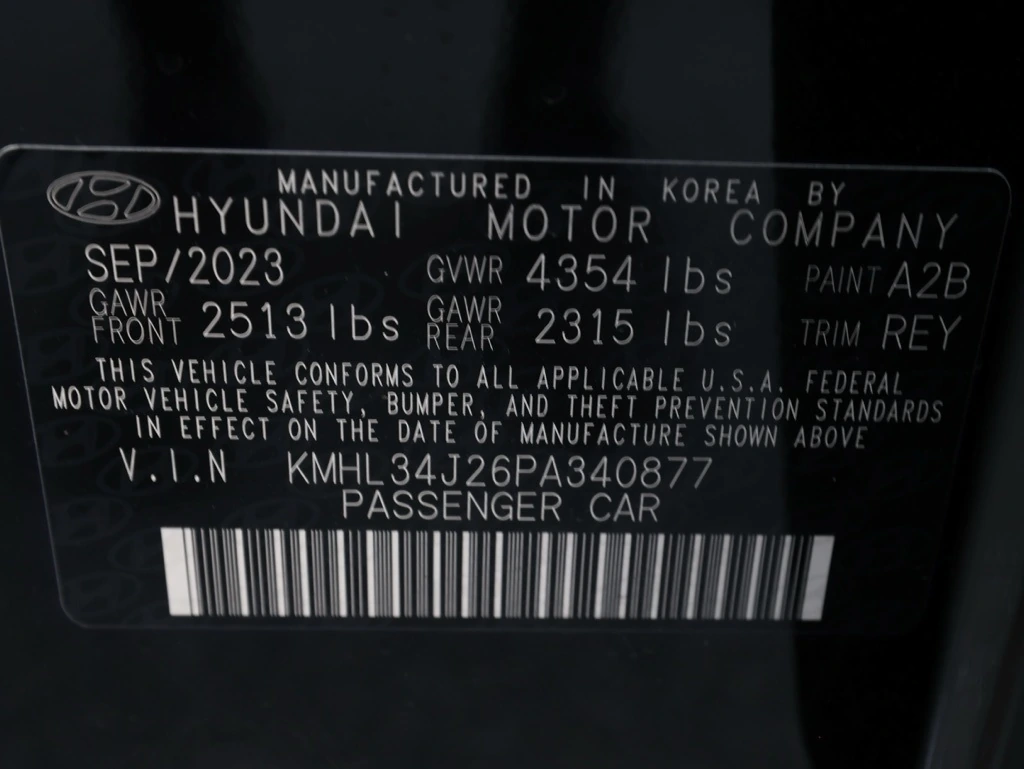 MANUFACTURED IN KOREA BY
HYUNDAI MOTOR COMPANY
SEP/2023 GVWR 4354 lbs PAINT A2B
GAWR FRONT 2513 lbs GAWR REAR 2315 lbs TRIM REY
THIS VEHICLE CONFORMS TO ALL APPLICABLE U.S.A. FEDERAL
MOTOR VEHICLE SAFETY, BUMPER, AND THEFT PREVENTION STANDARDS
IN EFFECT ON THE DATE OF MANUFACTURE SHOWN ABOVE
V.I.N KMHL34J26PA340877
PASSENGER CAR